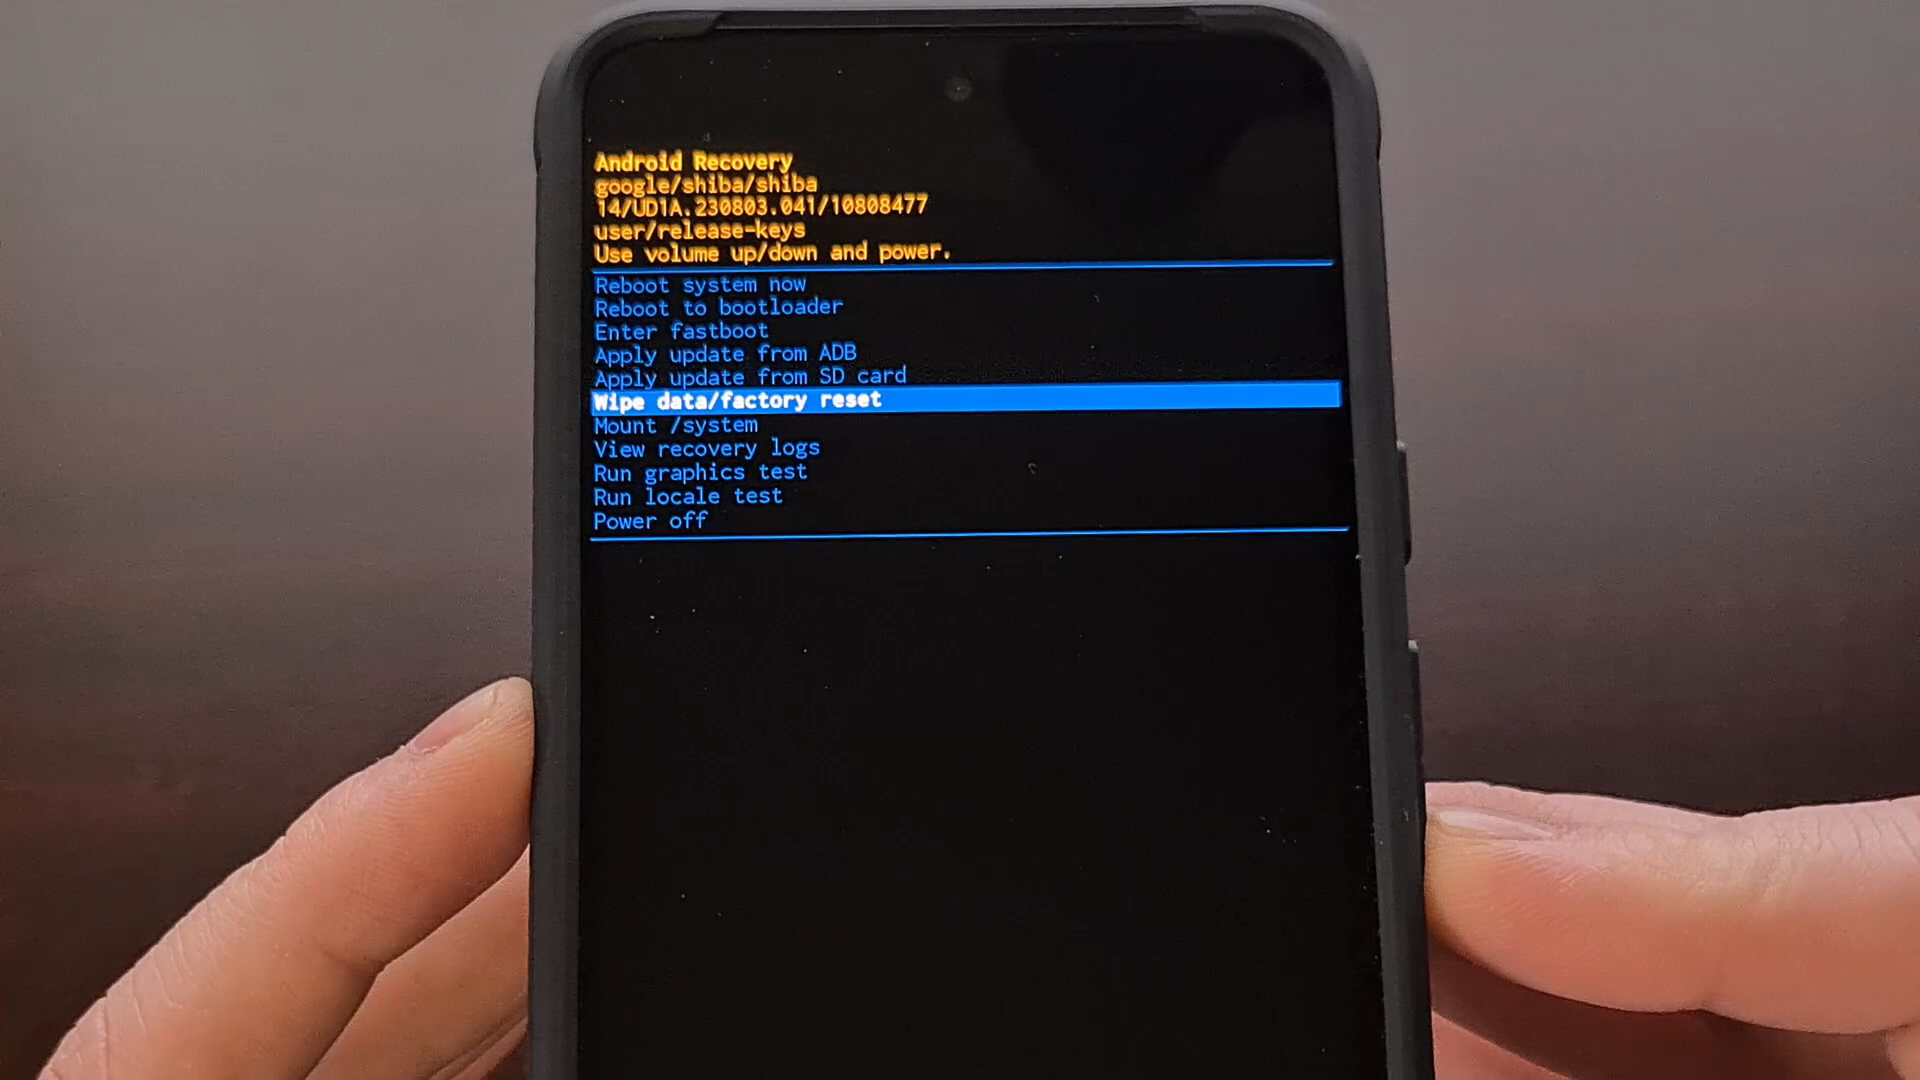 Android Recovery
google/shiba/shiba
14/UD1A.230803.041/10808477
user/release-keys
Use volume up/down and power.
Reboot system now
Reboot to bootloader
Enter fastboot
Apply update from ADB
Apply update from SD card
Wipe data/factory reset
Mount /system
View recovery logs
Run graphics test
Run locale test
Power off